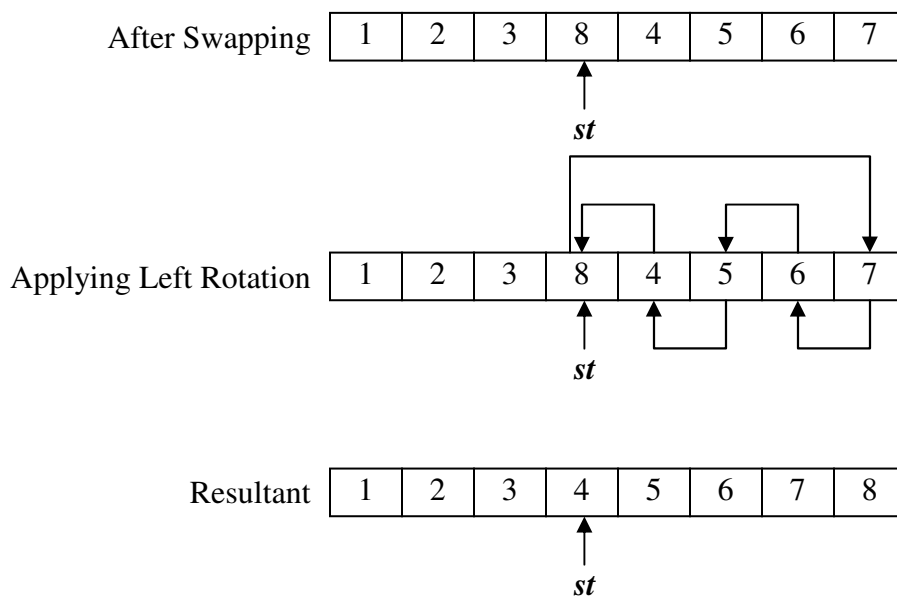 After Swapping 1 2 3 8 4 5 6 7
st
Applying Left Rotation 1 2 3 8 4 5 6 7
st
Resultant 1 2 3 4 5 6 7 8
st